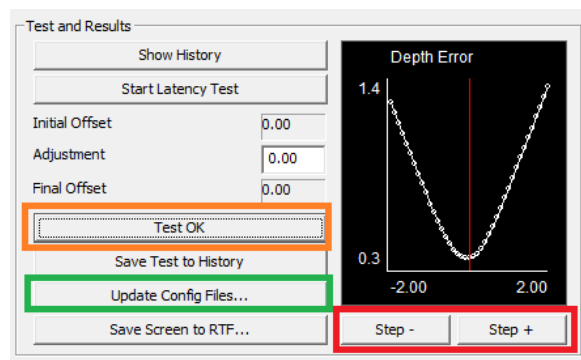 Test and Results
Show History
Start Latency Test
Initial Offset 0.00
Adjustment 0.00
Final Offset 0.00
Test OK
Save Test to History
Update Config Files...
Save Screen to RTF...
Depth Error
1.4
0.3
-2.00 2.00
Step - Step +